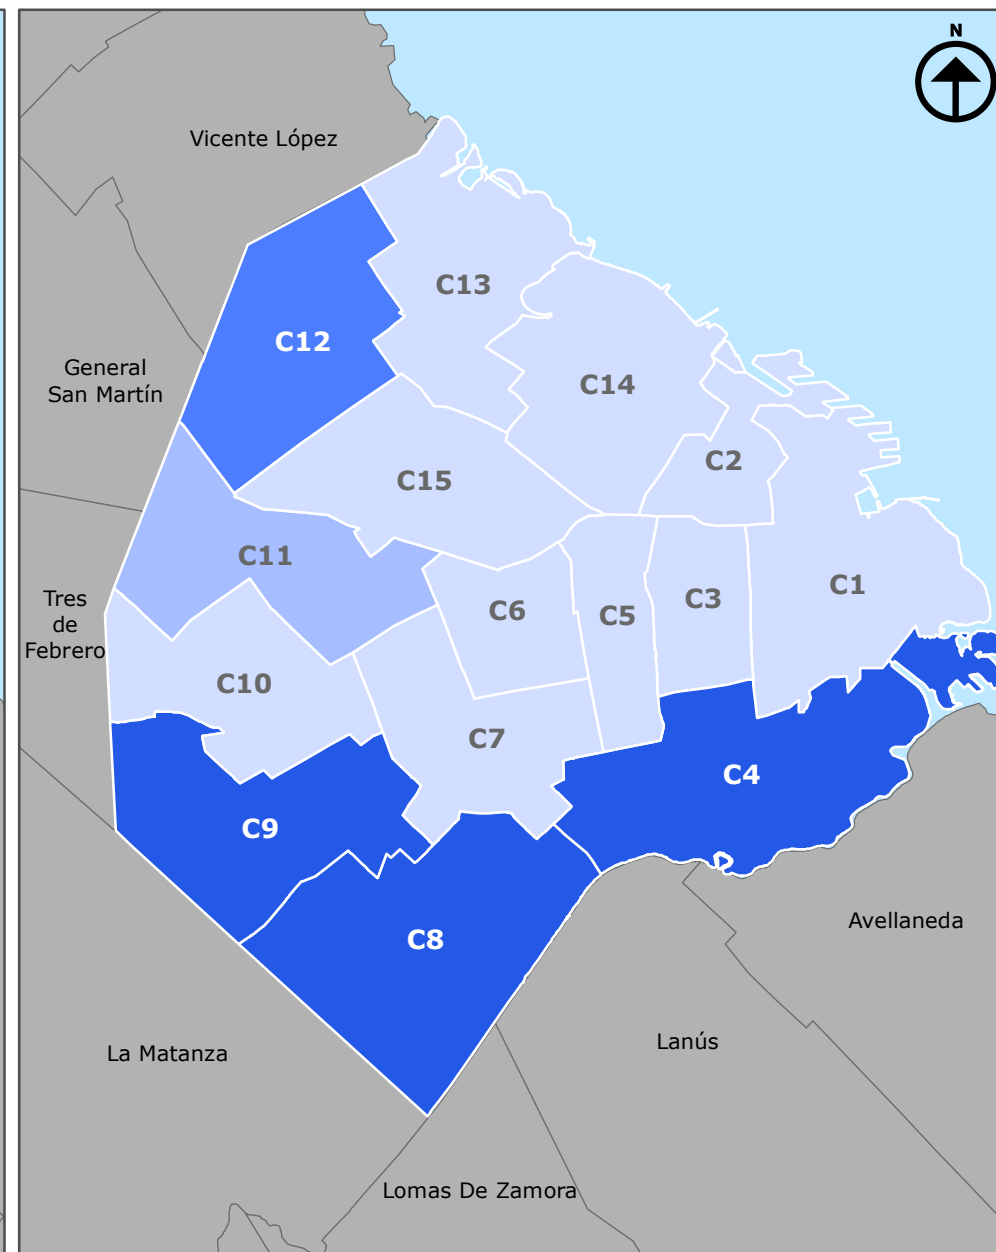 N
Vicente López
C13
C12
General
San Martín
C14
C2
C15
C11
C1
Tres
de
Febrero
C6
C5
C3
C10
C7
C4
C9
Avellaneda
C8
Lanús
La Matanza
Lomas De Zamora